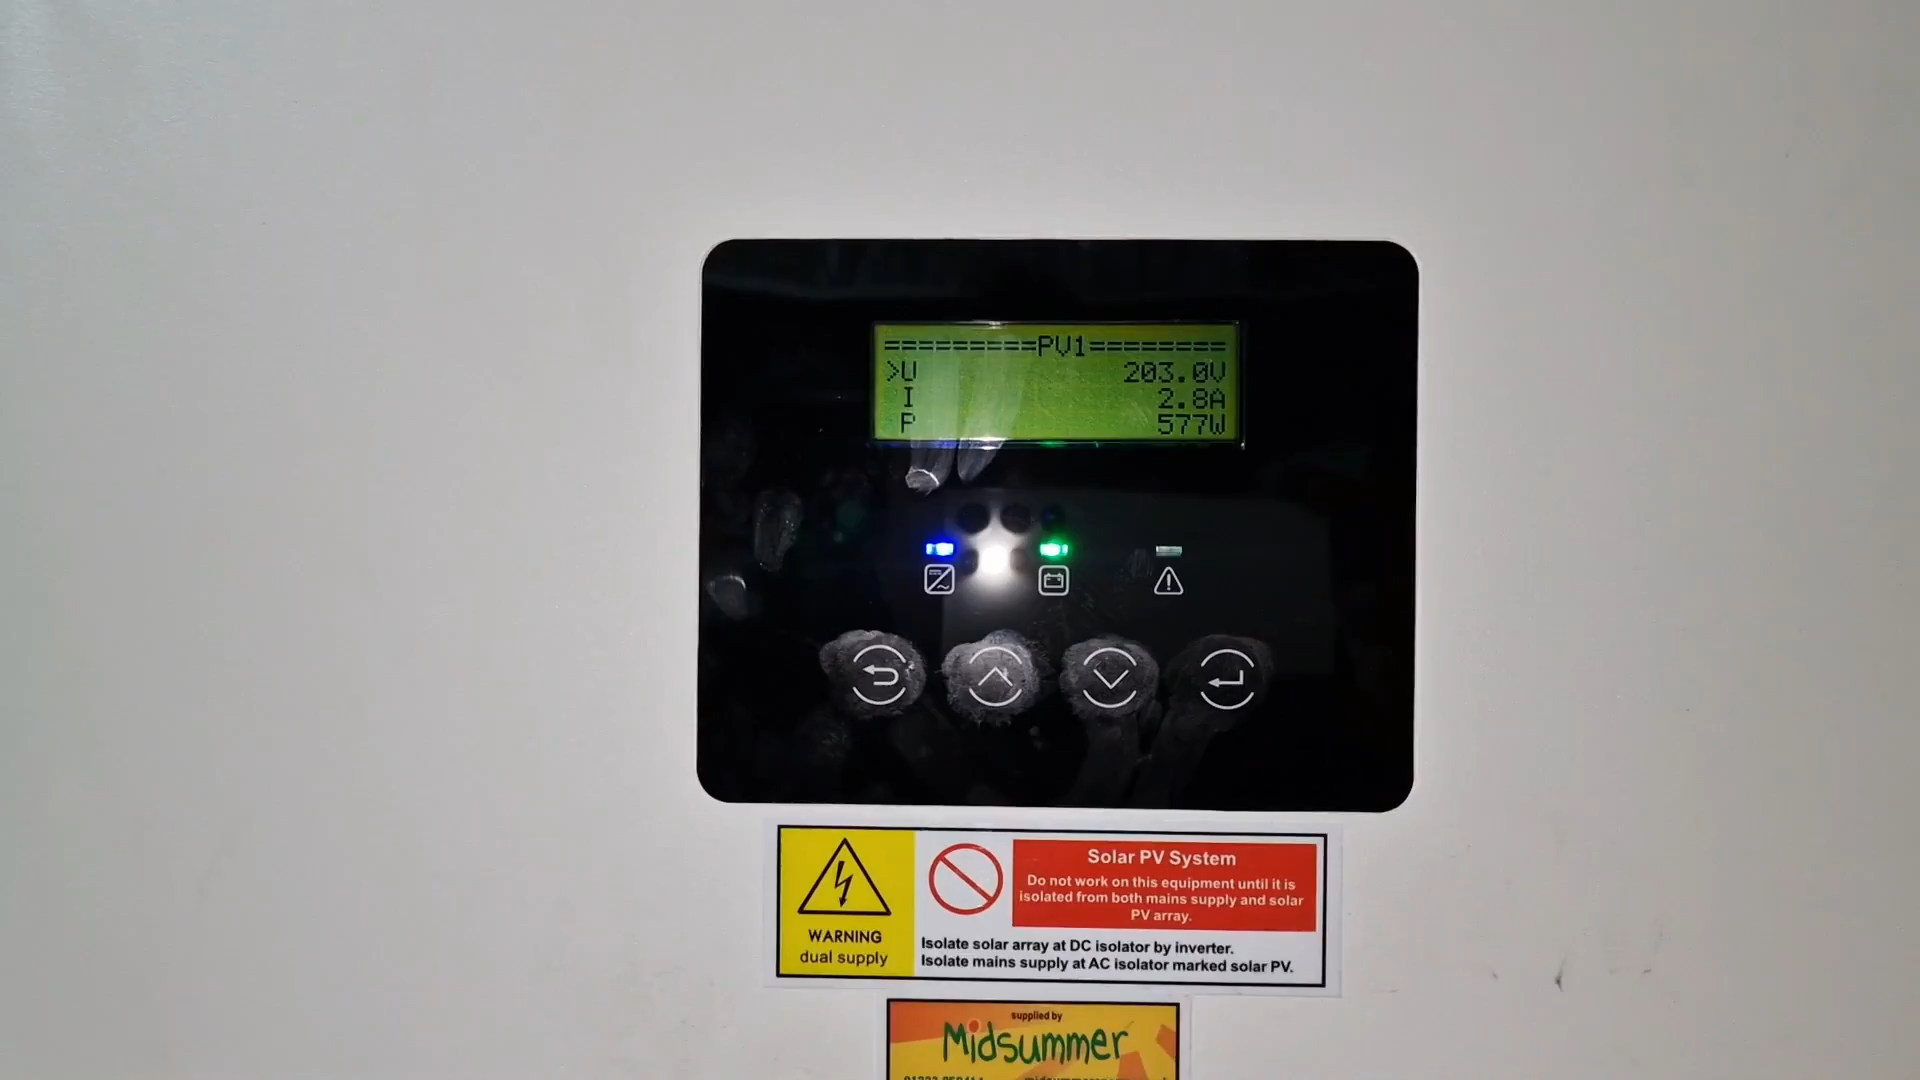 =========PV1========
>U 203.0V
I 2.8A
P 577W
WARNING
dual supply
Solar PV System
Do not work on this equipment until it is
isolated from both mains supply and solar
PV array.
Isolate solar array at DC isolator by inverter.
Isolate mains supply at AC isolator marked solar PV.
supplied by
Midsummer